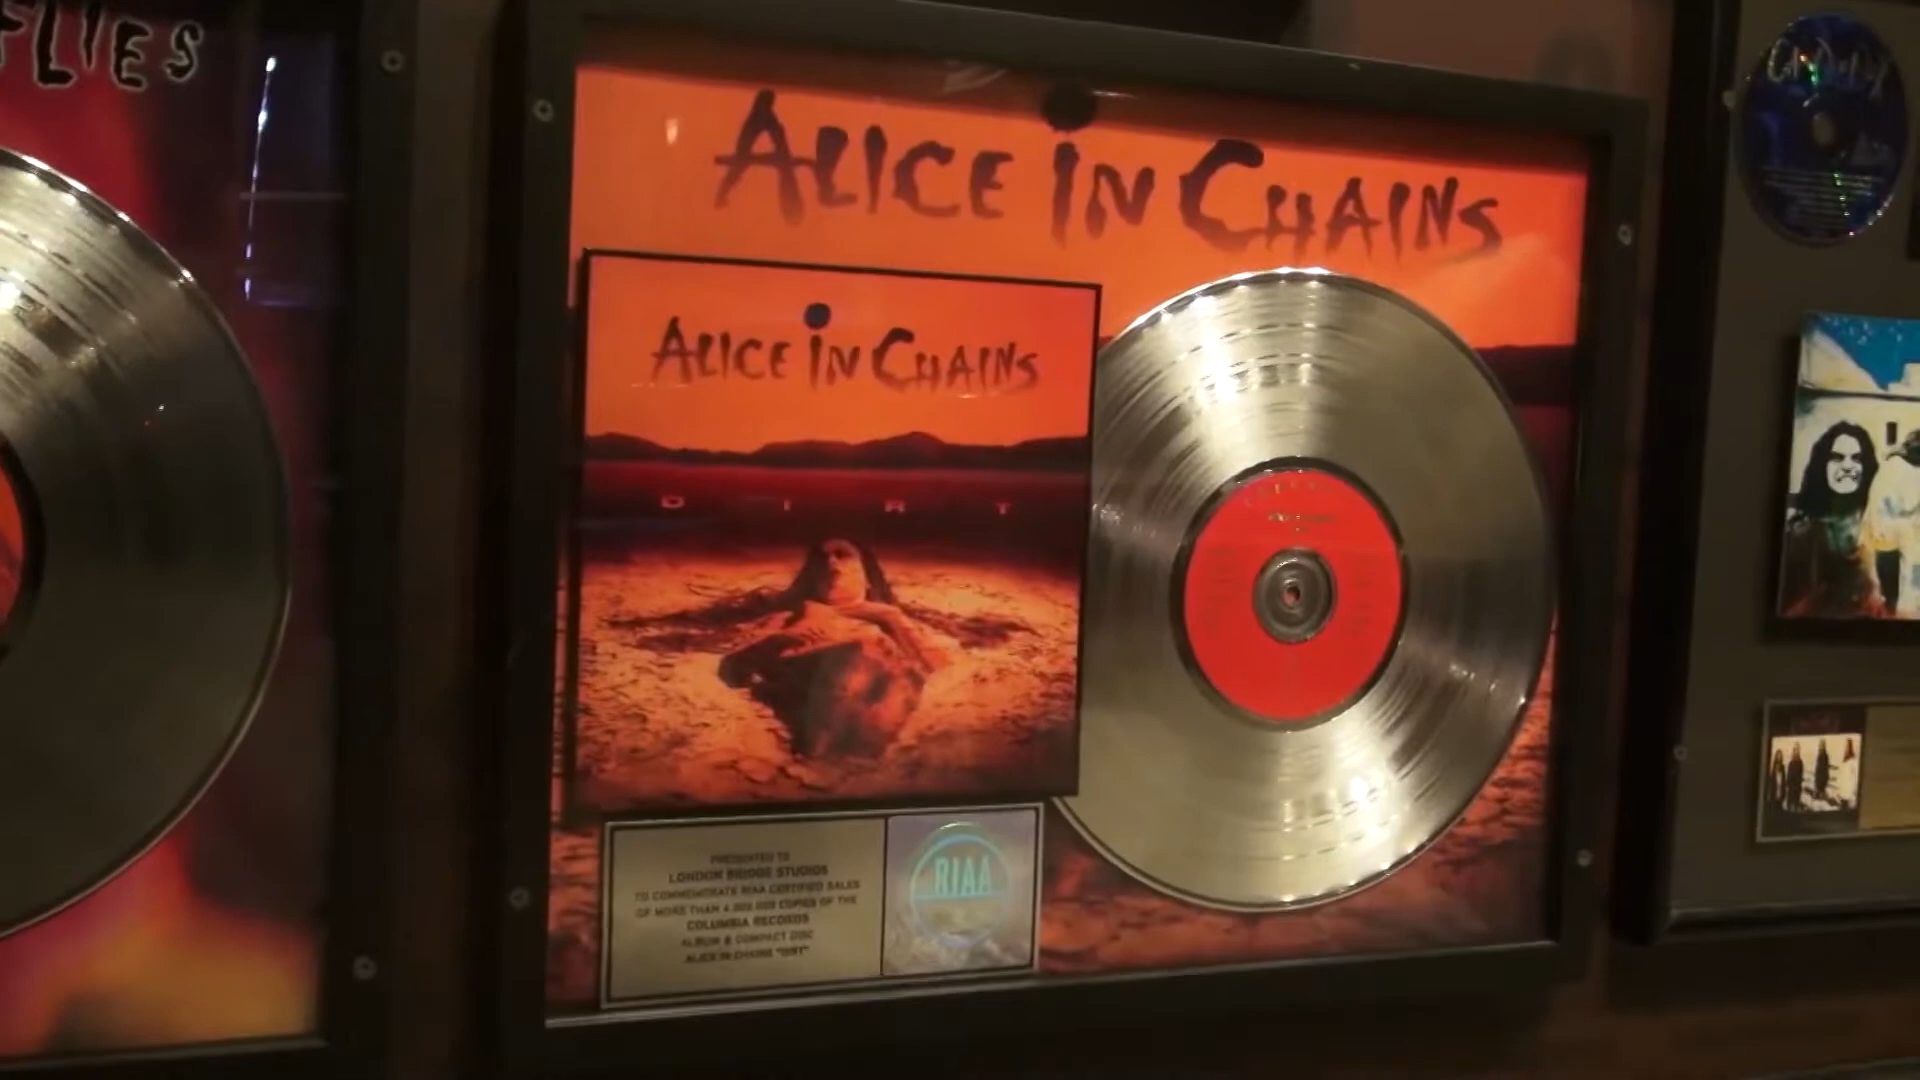 FLIES
ALICE IN CHAINS
ALICE IN CHAINS
DIRT
PRESENTED TO
LONDON BRIDGE STUDIOS
TO COMMEMORATE RIAA CERTIFIED SALES
OF MORE THAN 4,000,000 COPIES OF THE
COLUMBIA RECORDS
ALBUM & COMPACT DISC
ALICE IN CHAINS "DIRT"
RIAA